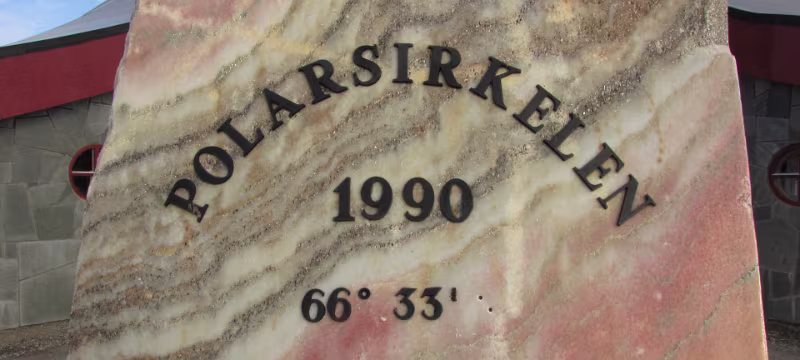 POLARSIRKELEN
1990
66° 33'